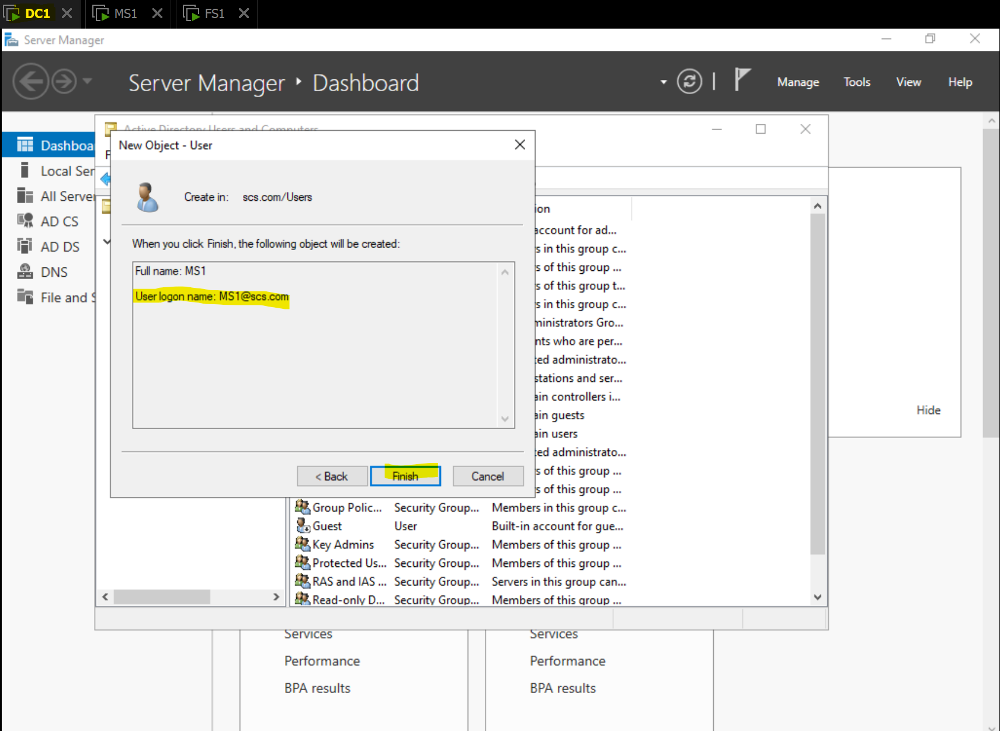 DC1 MS1 FS1
Server Manager
Server Manager Dashboard Manage Tools View Help
Active Directory Users and Computers
New Object - User
Dashboa
F
Local Ser
All Server
AD CS
AD DS
DNS
File and S
Create in: scs.com/Users
When you click Finish, the following object will be created:
Full name: MS1
User logon name: MS1@scs.com
< Back Finish Cancel
ion
account for ad...
s in this group c...
s of this group ...
s of this group t...
s in this group c...
ministrators Gro...
nts who are per...
ted administrato...
stations and ser...
ain controllers i...
ain guests
ain users
ted administrato...
s of this group ...
s of this group ...
Group Polic... Security Group... Members in this group c...
Guest User Built-in account for gue...
Key Admins Security Group... Members of this group ...
Protected Us... Security Group... Members of this group ...
RAS and IAS ... Security Group... Servers in this group can...
Read-only D... Security Group... Members of this group ...
Hide
Services Services
Performance Performance
BPA results BPA results